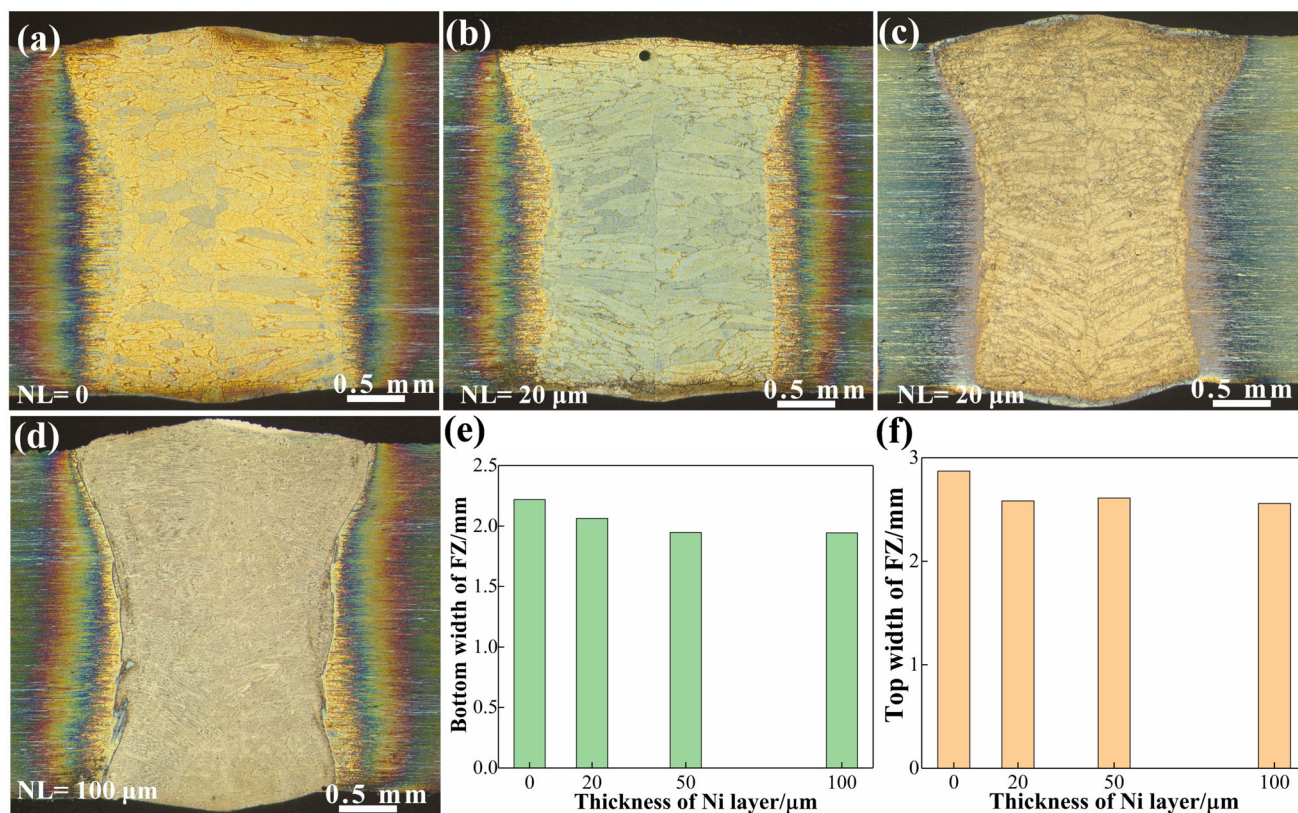 (a)
NL= 0
0.5 mm
(b)
NL= 20 μm
0.5 mm
(c)
NL= 20 μm
0.5 mm
(d)
NL= 100 μm
0.5 mm
(e)
Bottom width of FZ/mm
2.5
2.0
1.5
1.0
0.5
0.0
0 20 50 100
Thickness of Ni layer/μm
(f)
Top width of FZ/mm
3
2
1
0
0 20 50 100
Thickness of Ni layer/μm